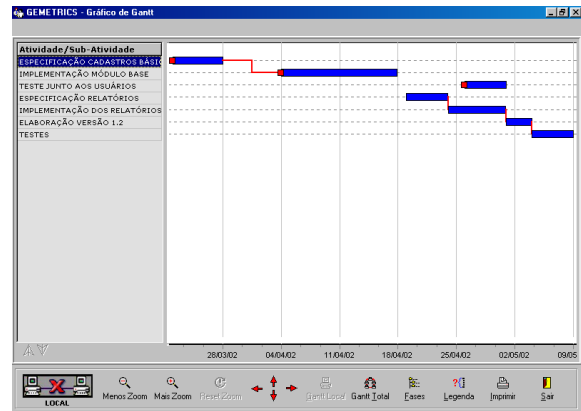 GEMETRICS - Gráfico de Gantt
Atividade/Sub-Atividade
ESPECIFICAÇÃO CADASTROS BÁSIC
IMPLEMENTAÇÃO MÓDULO BASE
TESTE JUNTO AOS USUÁRIOS
ESPECIFICAÇÃO RELATÓRIOS
IMPLEMENTAÇÃO DOS RELATÓRIOS
ELABORAÇÃO VERSÃO 1.2
TESTES
28/03/02 04/04/02 11/04/02 18/04/02 25/04/02 02/05/02 09/05
LOCAL Menos Zoom Mais Zoom Reset Zoom Gantt Local Gantt Total Fases Legenda Imprimir Sair